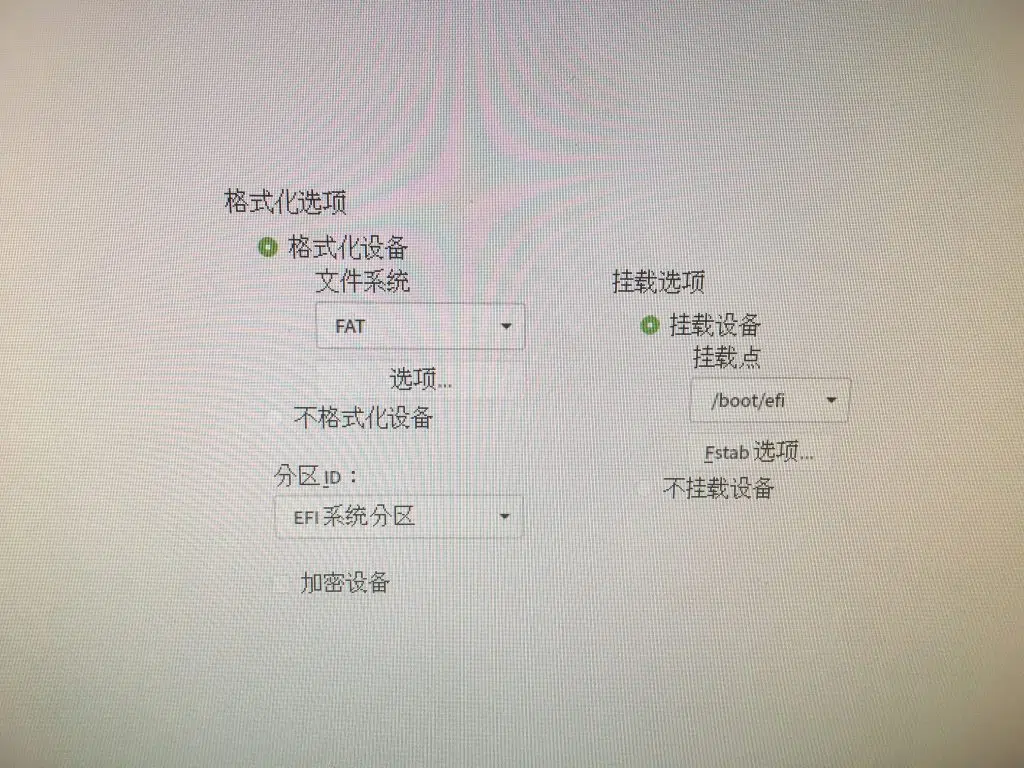 格式化选项
格式化设备
文件系统
FAT
选项...
不格式化设备
分区 ID：
EFI 系统分区
加密设备
挂载选项
挂载设备
挂载点
/boot/efi
Fstab 选项...
不挂载设备